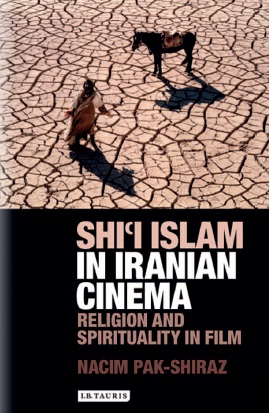 SHIʿI ISLAM
IN IRANIAN
CINEMA
RELIGION AND
SPIRITUALITY IN FILM
NACIM PAK-SHIRAZ
I.B.TAURIS